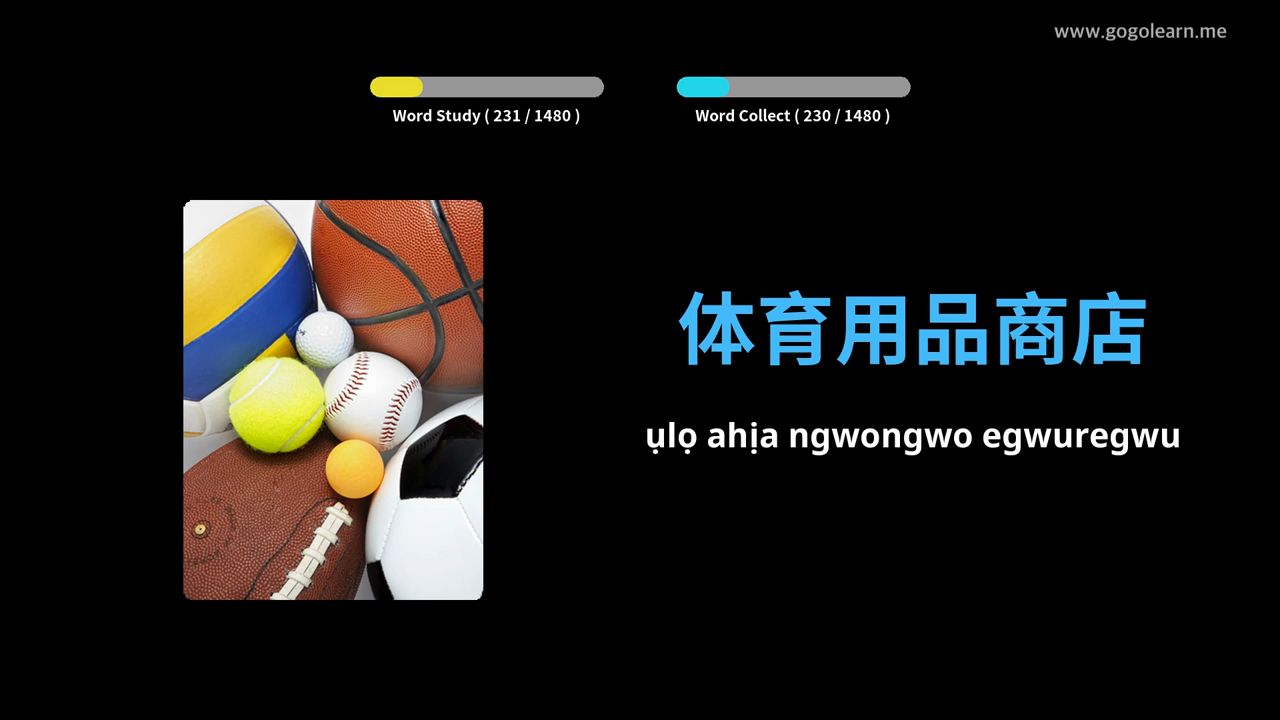 www.gogolearn.me
Word Study ( 231 / 1480 )
Word Collect ( 230 / 1480 )
体育用品商店
ụlọ ahịa ngwongwo egwuregwu